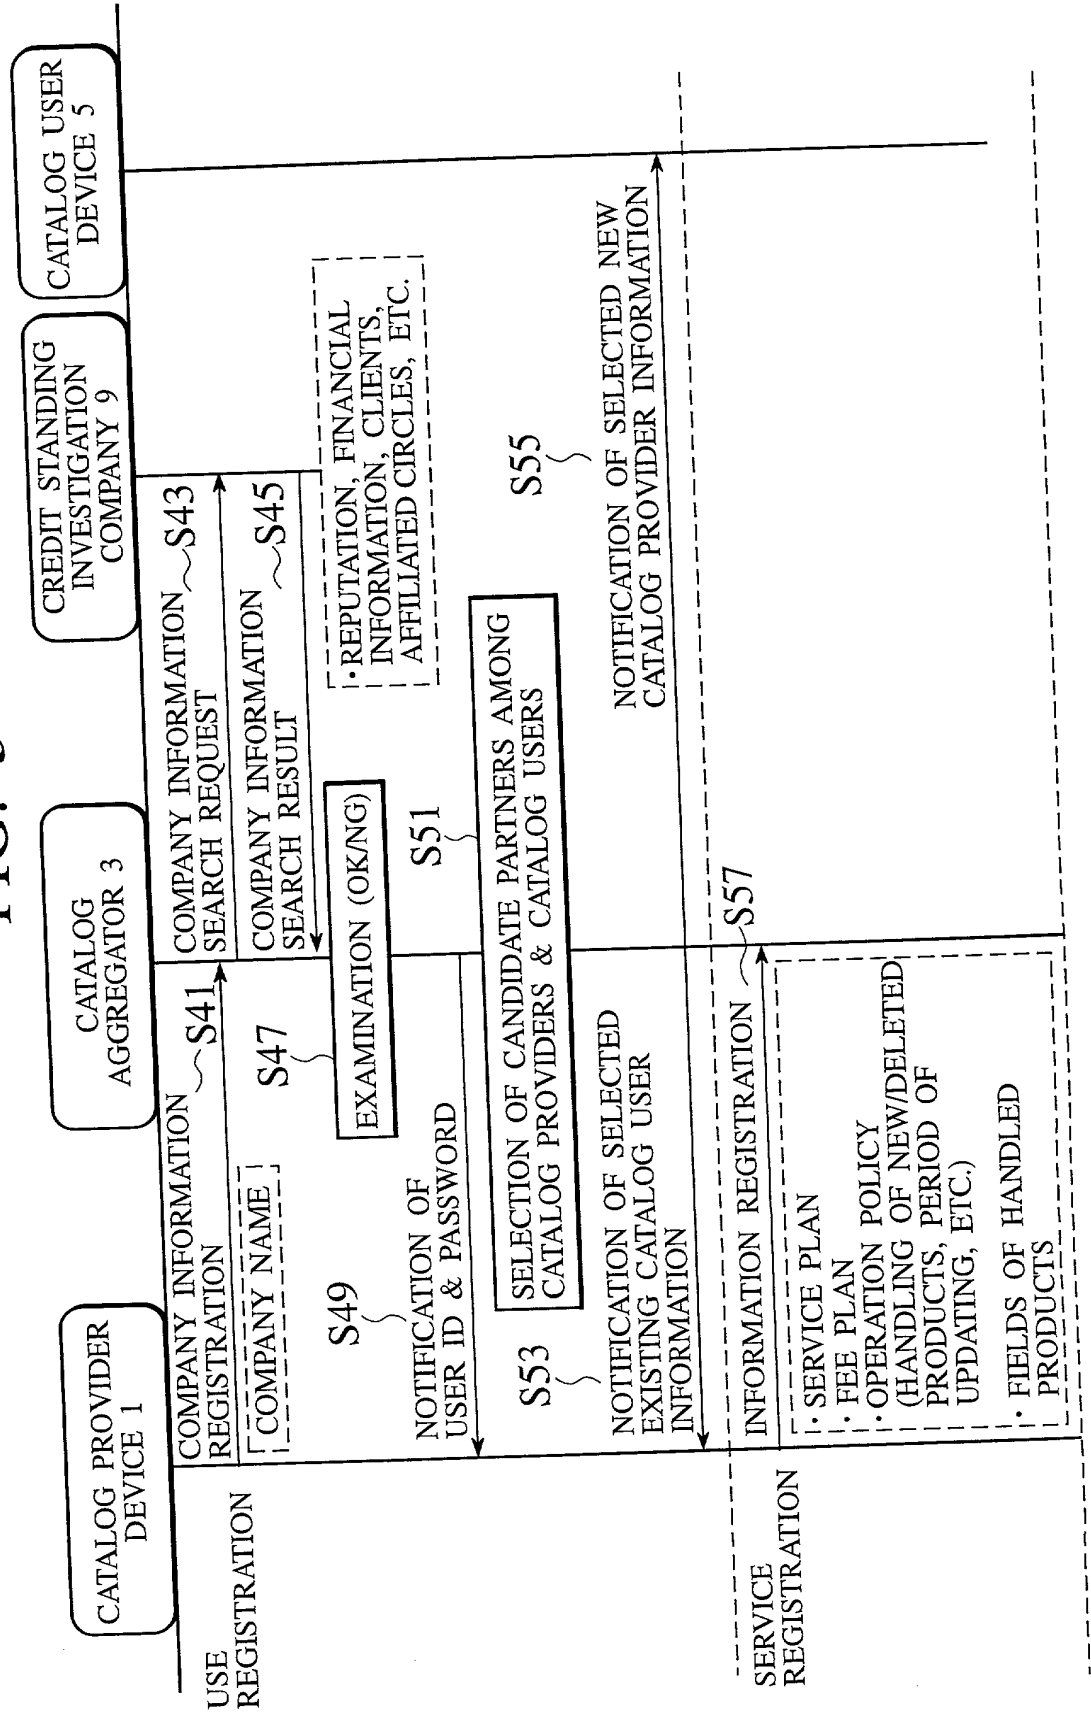 CATALOG PROVIDER
DEVICE 1
CATALOG
AGGREGATOR 3
CREDIT STANDING
INVESTIGATION
COMPANY 9
CATALOG USER
DEVICE 5
USE
REGISTRATION
COMPANY INFORMATION
REGISTRATION
S41
COMPANY NAME
COMPANY INFORMATION
SEARCH REQUEST
S43
COMPANY INFORMATION
SEARCH RESULT
S45
· REPUTATION, FINANCIAL
INFORMATION, CLIENTS,
AFFILIATED CIRCLES, ETC.
S47
EXAMINATION (OK/NG)
S49
NOTIFICATION OF
USER ID & PASSWORD
S51
SELECTION OF CANDIDATE PARTNERS AMONG
CATALOG PROVIDERS & CATALOG USERS
S53
NOTIFICATION OF SELECTED
EXISTING CATALOG USER
INFORMATION
S55
NOTIFICATION OF SELECTED NEW
CATALOG PROVIDER INFORMATION
SERVICE
REGISTRATION
INFORMATION REGISTRATION
S57
· SERVICE PLAN
· FEE PLAN
· OPERATION POLICY
(HANDLING OF NEW/DELETED
PRODUCTS, PERIOD OF
UPDATING, ETC.)
· FIELDS OF HANDLED
PRODUCTS